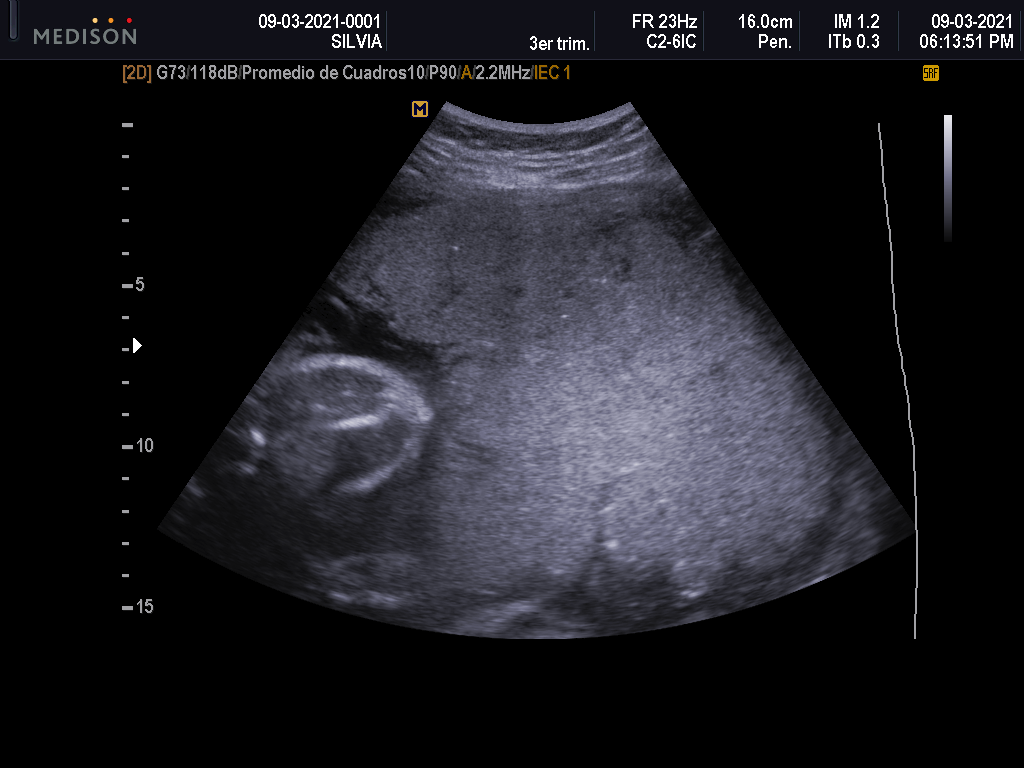 MEDISON
09-03-2021-0001
SILVIA
3er trim.
FR 23Hz
C2-6IC
16.0cm
Pen.
IM 1.2
ITb 0.3
09-03-2021
06:13:51 PM
[2D] G73/118dB/Promedio de Cuadros10/P90/A/2.2MHz/IEC 1
SRF
M
5
10
15